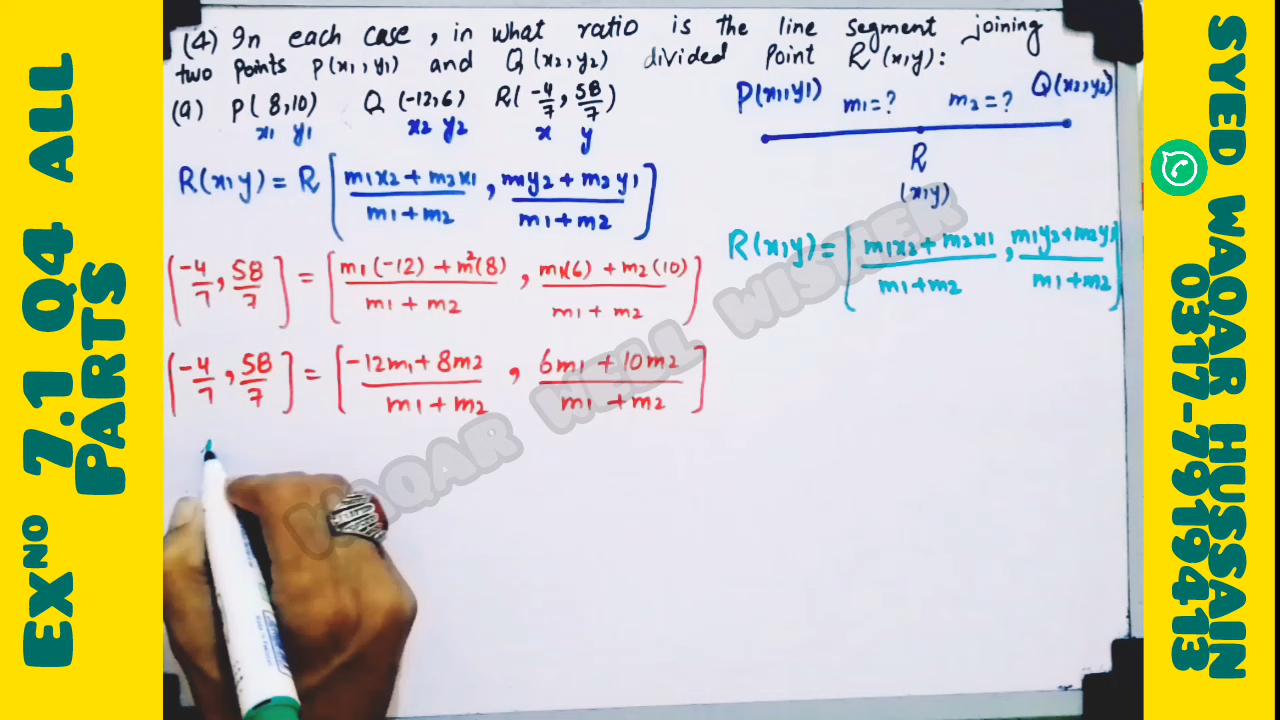 (4) In each case, in what ratio is the line segment joining
two points P(x1, y1) and Q(x2, y2) divided Point R(x,y):
(a) P(8,10) Q(-12,6) R(-4/7, 58/7)
x1 y1 x2 y2 x y
R(x,y) = R [m1x2 + m2x1 / m1+m2, m1y2 + m2y1 / m1+m2]
[-4/7, 58/7] = [m1(-12) + m²(8) / m1 + m2, m1(6) + m2(10) / m1 + m2]
[-4/7, 58/7] = [-12m1 + 8m2 / m1 + m2, 6m1 + 10m2 / m1 + m2]
P(x1,y1) m1=? m2=? Q(x2,y2)
R
(x,y)
R(x,y) = [m1x2 + m2x1 / m1+m2, m1y2+m2y1 / m1+m2]
WAQAR WELL WISHER
Exᴺᴼ 7.1 Q4 ALL
PARTS
SYED WAQAR HUSSAIN
0317-7919413